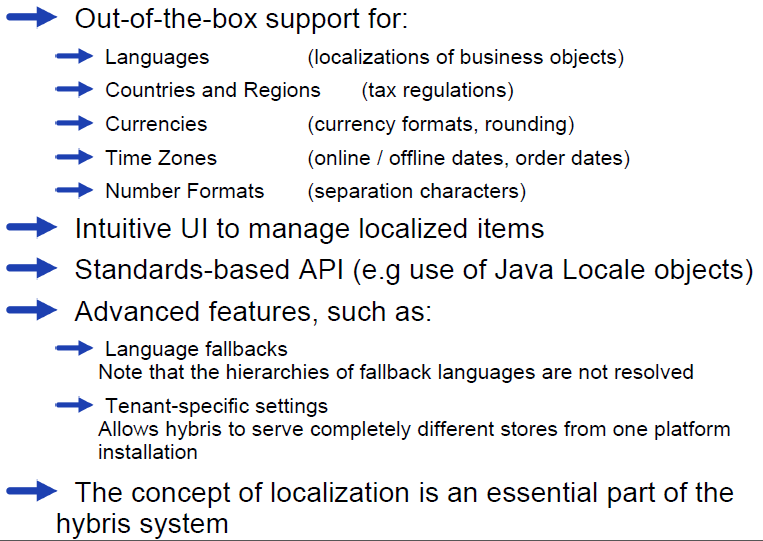 Out-of-the-box support for:
Languages (localizations of business objects)
Countries and Regions (tax regulations)
Currencies (currency formats, rounding)
Time Zones (online / offline dates, order dates)
Number Formats (separation characters)
Intuitive UI to manage localized items
Standards-based API (e.g use of Java Locale objects)
Advanced features, such as:
Language fallbacks
Note that the hierarchies of fallback languages are not resolved
Tenant-specific settings
Allows hybris to serve completely different stores from one platform
installation
The concept of localization is an essential part of the
hybris system